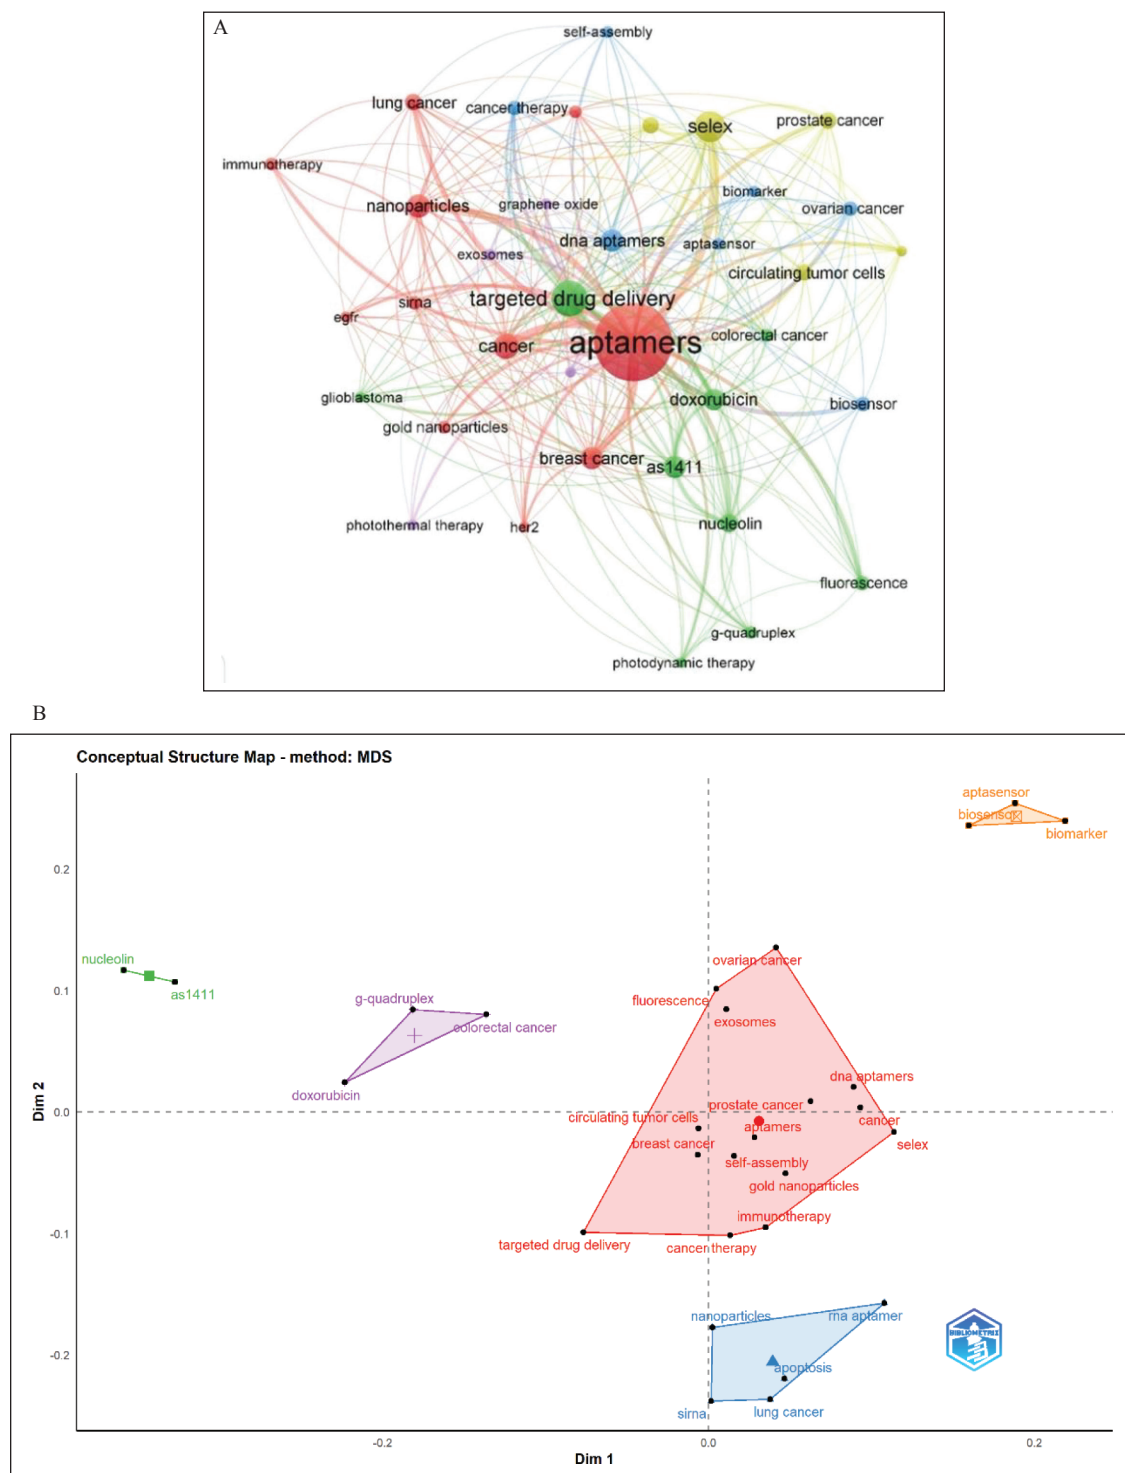 A
self-assembly
lung cancer
cancer therapy
selex
prostate cancer
immunotherapy
nanoparticles
graphene oxide
biomarker
ovarian cancer
dna aptamers
aptasensor
exosomes
circulating tumor cells
targeted drug delivery
sirna
egfr
aptamers
colorectal cancer
cancer
glioblastoma
doxorubicin
biosensor
gold nanoparticles
breast cancer
as1411
photothermal therapy
her2
nucleolin
fluorescence
g-quadruplex
photodynamic therapy
B
Conceptual Structure Map - method: MDS
aptasensor
biosensor
biomarker
0.2
nucleolin
ovarian cancer
as1411
g-quadruplex
fluorescence
0.1
exosomes
colorectal cancer
dna aptamers
doxorubicin
prostate cancer
Dim 2
0.0
circulating tumor cells
cancer
aptamers
breast cancer
selex
self-assembly
gold nanoparticles
immunotherapy
-0.1
targeted drug delivery
cancer therapy
nanoparticles
rna aptamer
BIBLIOMETRIX
-0.2
apoptosis
sirna
lung cancer
-0.2
0.0
0.2
Dim 1